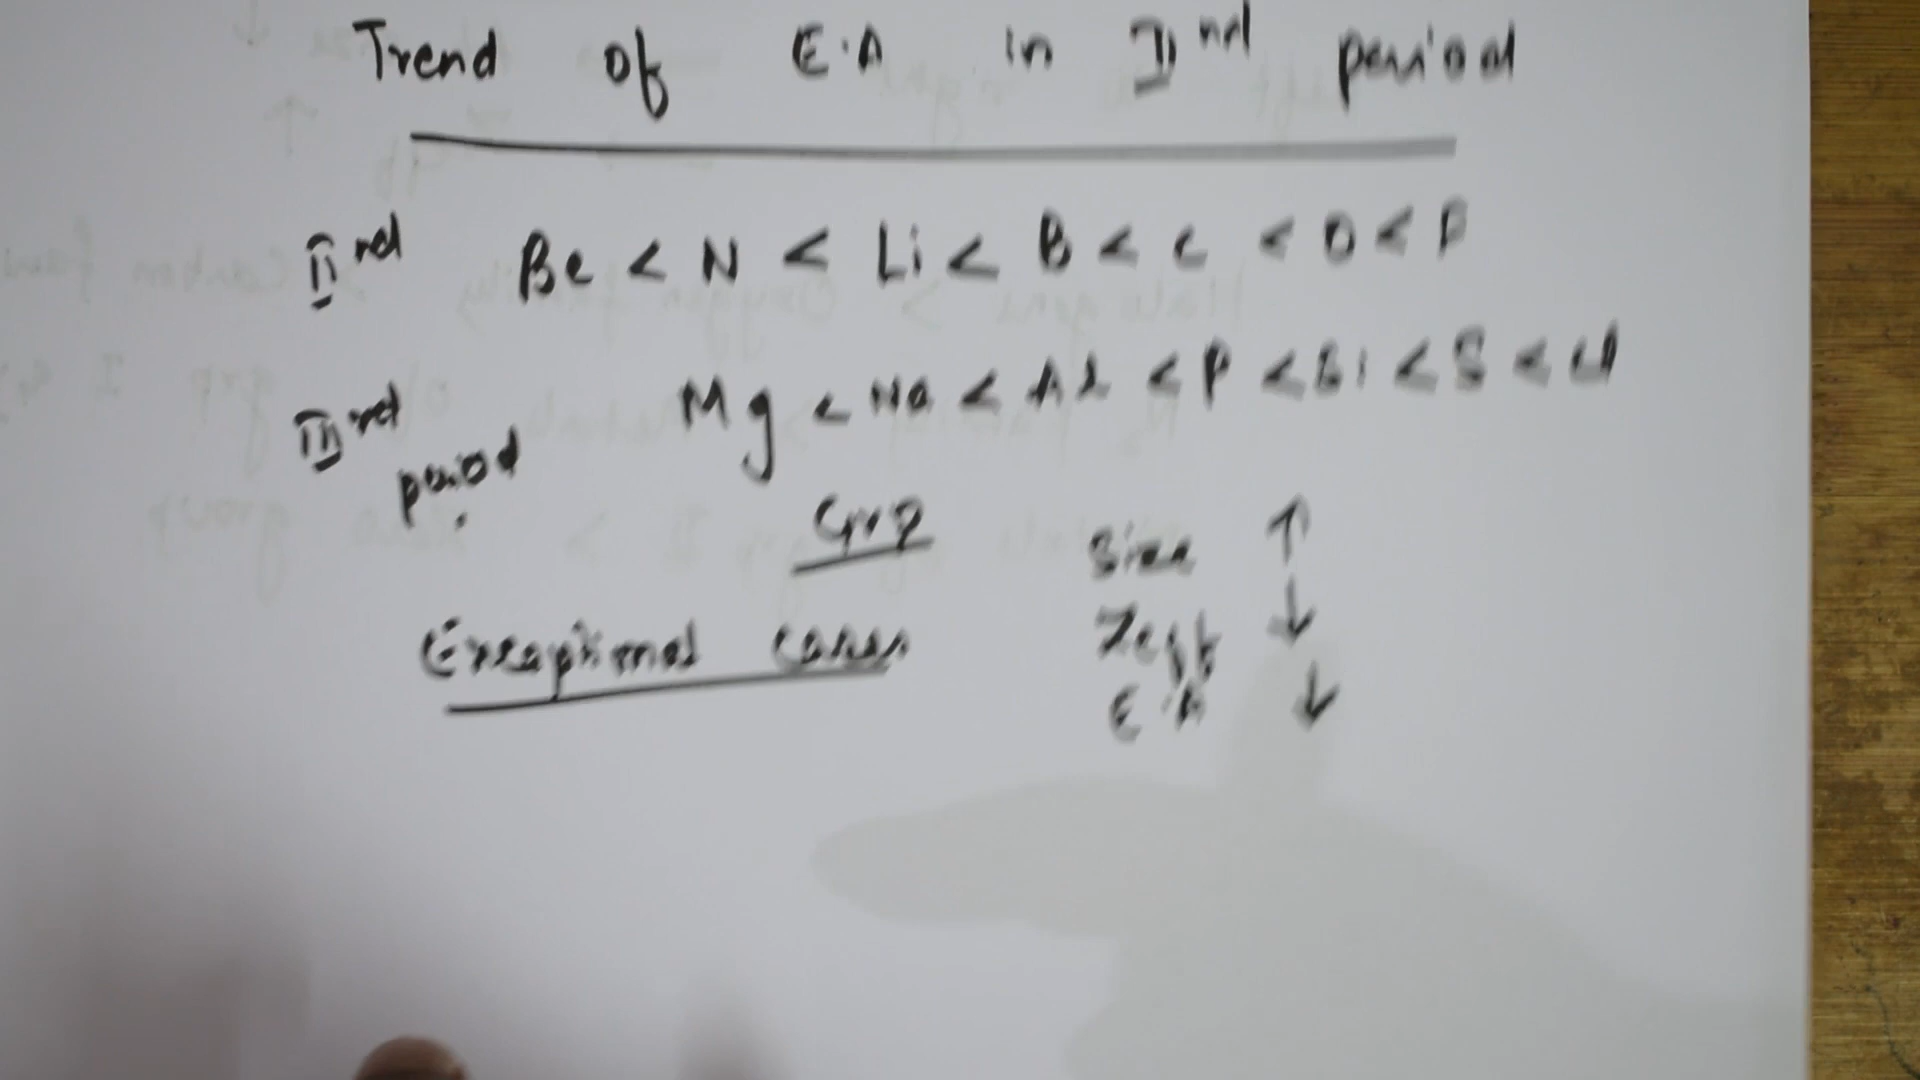 Trend of E.A in IInd period
IInd Be < N < Li < B < C < O < F
IIIrd period Mg < Na < Al < P < Si < S < Cl
Grp
Size ↑
Exceptional cases
Zeff ↓
E.A ↓